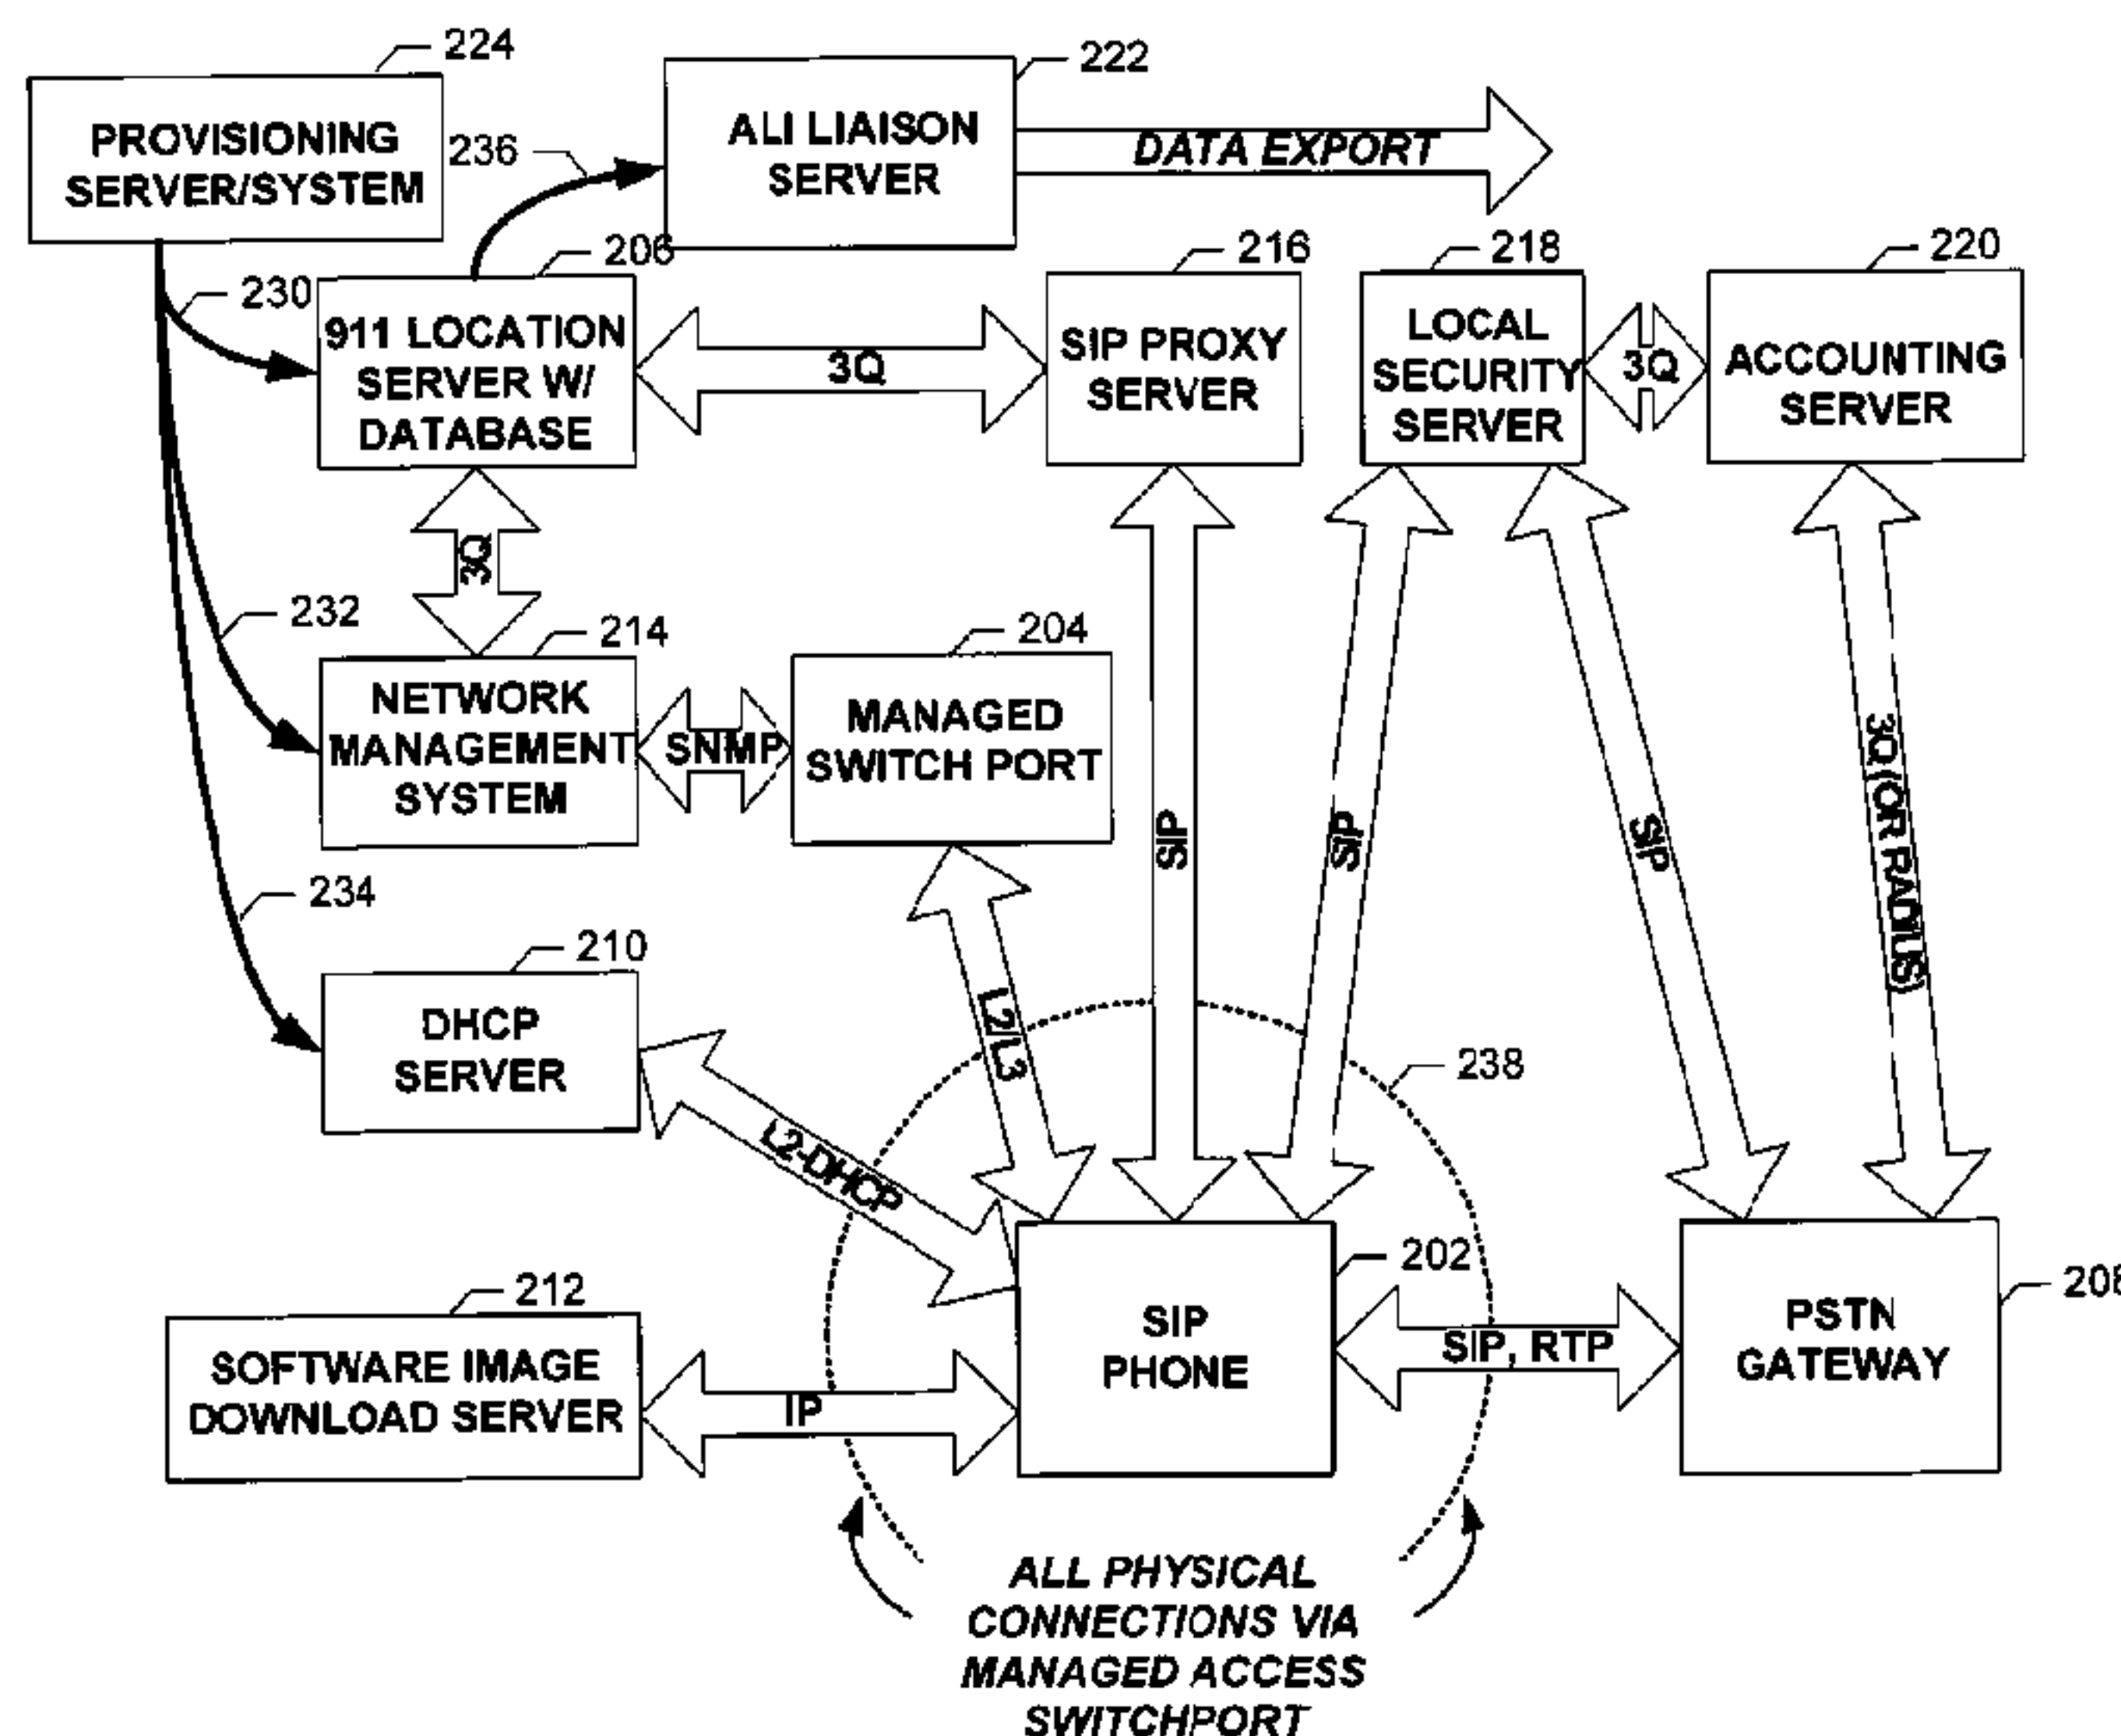 224
PROVISIONING
SERVER/SYSTEM
236
222
ALI LIAISON
SERVER
DATA EXPORT
230
206
911 LOCATION
SERVER W/
DATABASE
3Q
216
SIP PROXY
SERVER
218
LOCAL
SECURITY
SERVER
3Q
220
ACCOUNTING
SERVER
3Q
232
214
NETWORK
MANAGEMENT
SYSTEM
SNMP
204
MANAGED
SWITCH PORT
SIP
SIP
SIP
3Q (OR RADIUS)
234
210
DHCP
SERVER
L2/L3
238
L2-DHCP
212
SOFTWARE IMAGE
DOWNLOAD SERVER
IP
202
SIP
PHONE
SIP, RTP
208
PSTN
GATEWAY
ALL PHYSICAL
CONNECTIONS VIA
MANAGED ACCESS
SWITCHPORT